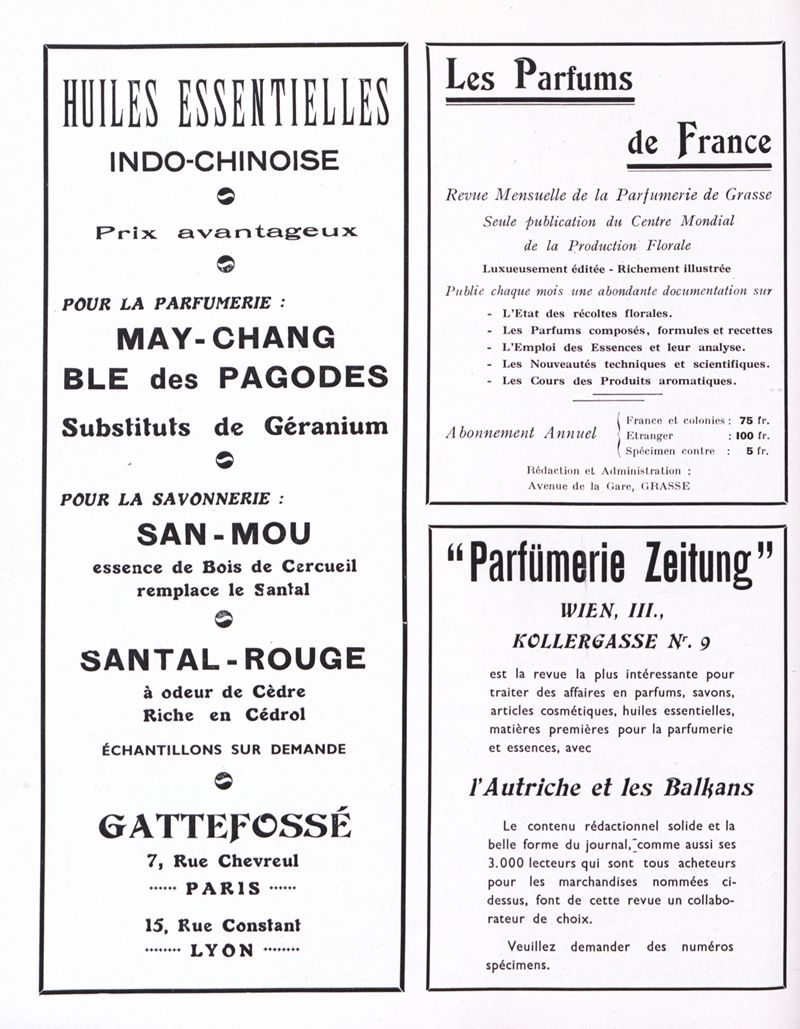 HUILES ESSENTIELLES
INDO-CHINOISE
Prix avantageux
POUR LA PARFUMERIE :
MAY-CHANG
BLE des PAGODES
Substituts de Géranium
POUR LA SAVONNERIE :
SAN-MOU
essence de Bois de Cercueil
remplace le Santal
SANTAL-ROUGE
à odeur de Cèdre
Riche en Cédrol
ÉCHANTILLONS SUR DEMANDE
GATTEFOSSÉ
7, Rue Chevreul
...... PARIS ......
15, Rue Constant
........ LYON ........
Les Parfums
de France
Revue Mensuelle de la Parfumerie de Grasse
Seule publication du Centre Mondial
de la Production Florale
Luxueusement éditée - Richement illustrée
Publie chaque mois une abondante documentation sur
- L'Etat des récoltes florales.
- Les Parfums composés, formules et recettes
- L'Emploi des Essences et leur analyse.
- Les Nouveautés techniques et scientifiques.
- Les Cours des Produits aromatiques.
Abonnement Annuel
France et colonies : 75 fr.
Etranger : 100 fr.
Spécimen contre : 5 fr.
Rédaction et Administration :
Avenue de la Gare, GRASSE
"Parfümerie Zeitung"
WIEN, III.,
KOLLERGASSE Nr. 9
est la revue la plus intéressante pour
traiter des affaires en parfums, savons,
articles cosmétiques, huiles essentielles,
matières premières pour la parfumerie
et essences, avec
l'Autriche et les Balkans
Le contenu rédactionnel solide et la
belle forme du journal, comme aussi ses
3.000 lecteurs qui sont tous acheteurs
pour les marchandises nommées ci-
dessus, font de cette revue un collabo-
rateur de choix.
Veuillez demander des numéros
spécimens.